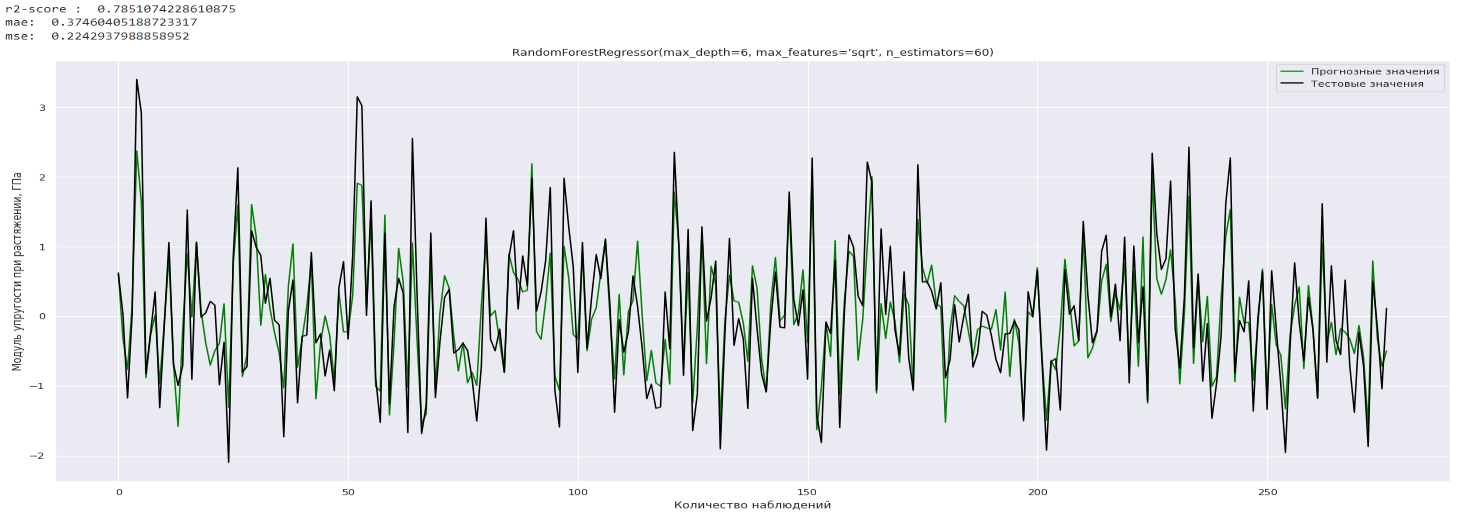 r2-score :  0.7851074228610875
mae:  0.37460405188723317
mse:  0.2242937988858952
RandomForestRegressor(max_depth=6, max_features='sqrt', n_estimators=60)
Прогнозные значения
Тестовые значения
Модуль упругости при растяжении, ГПа
3
2
1
0
−1
−2
0 50 100 150 200 250
Количество наблюдений